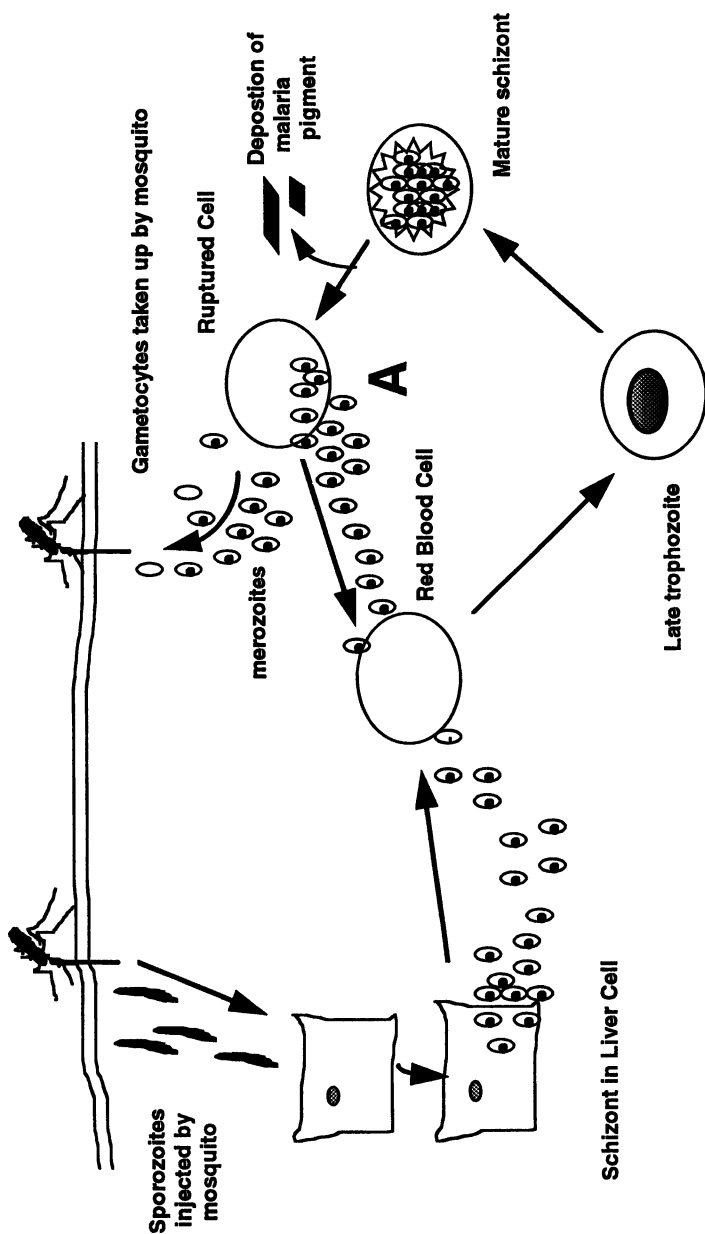 Sporozoites
injected by
mosquito
Gametocytes taken up by mosquito
Ruptured Cell
Depostion of
malaria
pigment
merozoites
A
Red Blood Cell
Mature schizont
Schizont in Liver Cell
Late trophozoite